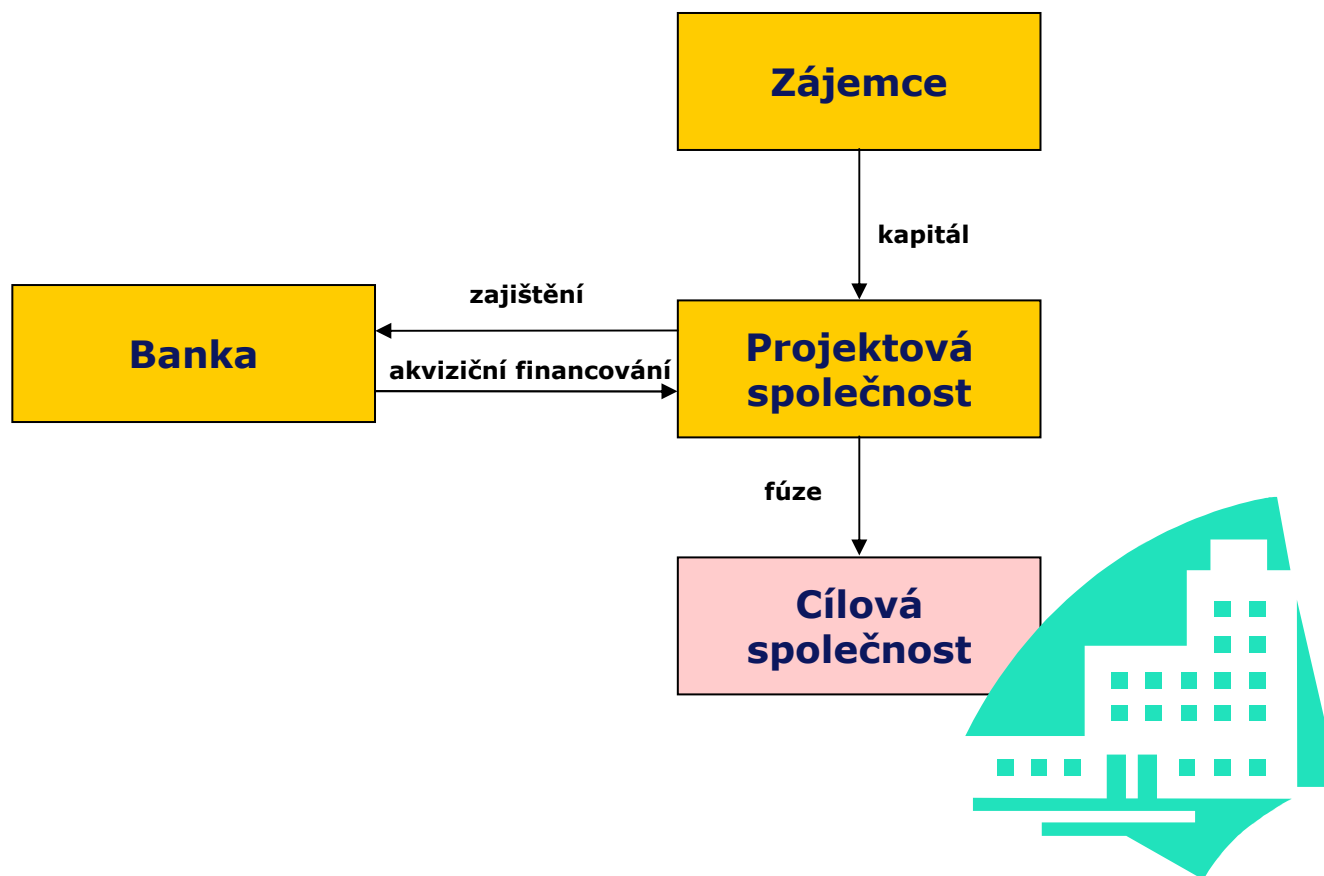 Zájemce
kapitál
zajištění
Banka
akviziční financování
Projektová
společnost
fúze
Cílová
společnost